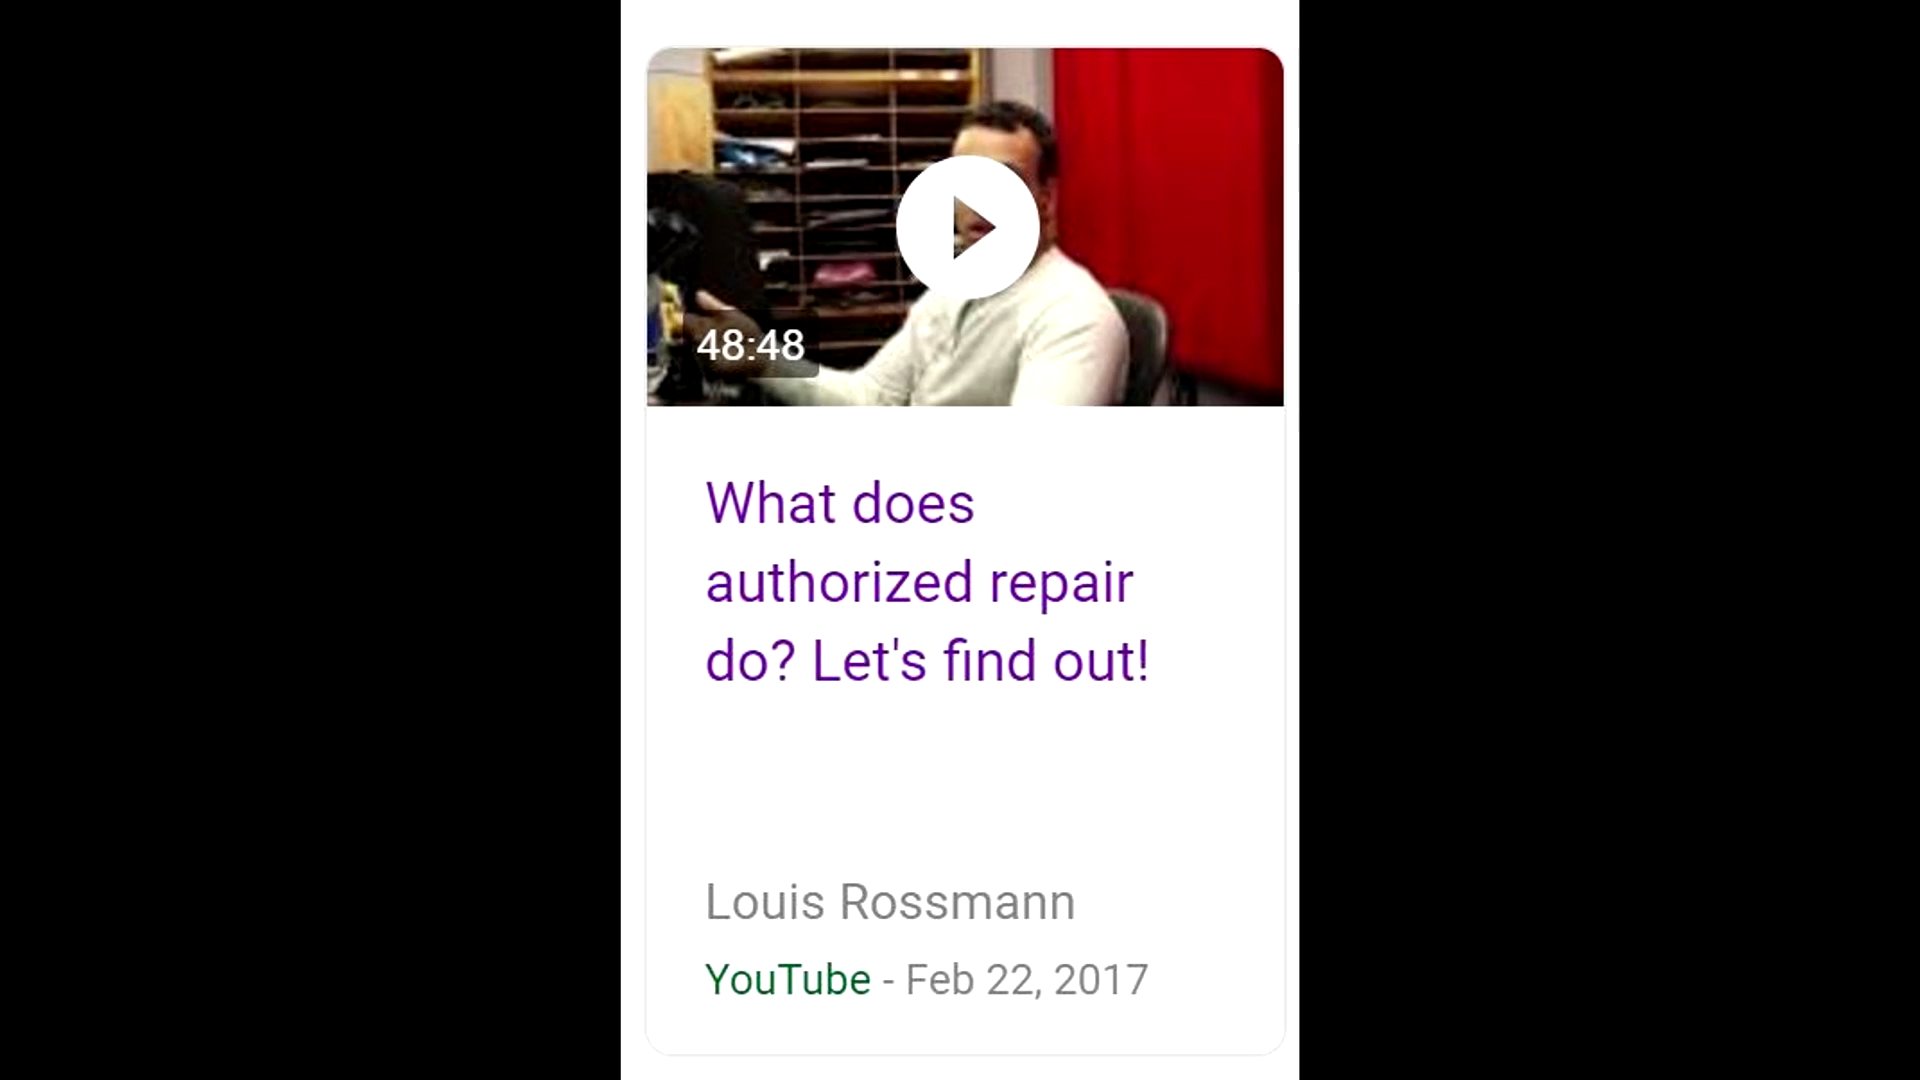 48:48
What does
authorized repair
do? Let's find out!
Louis Rossmann
YouTube - Feb 22, 2017